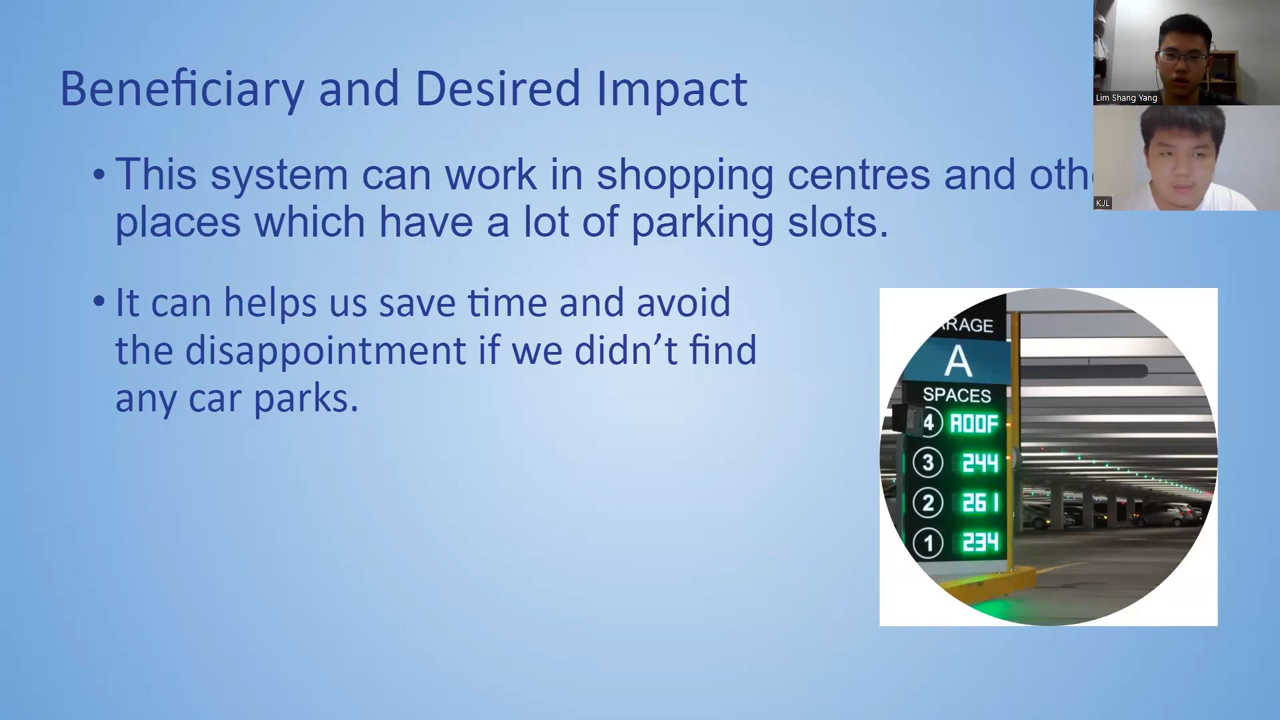 Beneficiary and Desired Impact
• This system can work in shopping centres and
places which have a lot of parking slots.
• It can helps us save time and avoid
the disappointment if we didn’t find
any car parks.
Lim Shang Yang
KJL
A
SPACES
4 ROOF
3 244
2 261
1 234